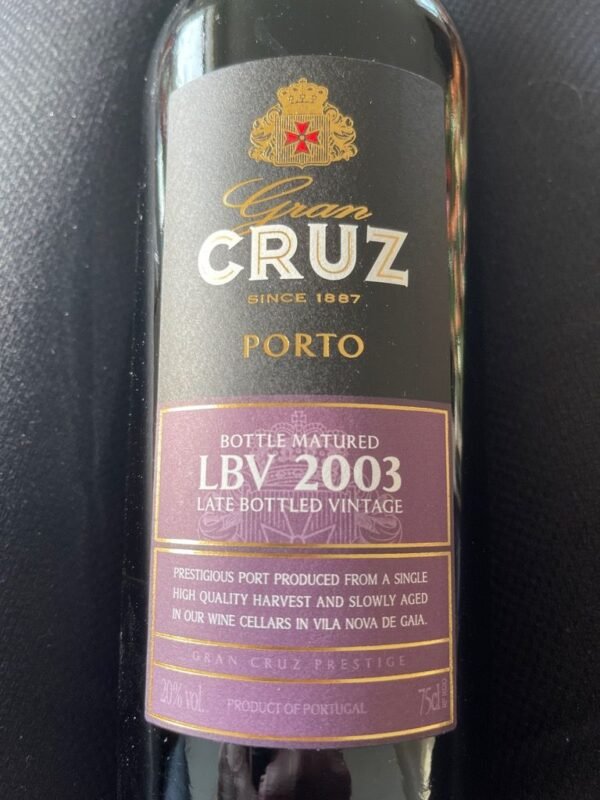 Gran
CRUZ
SINCE 1887
PORTO
BOTTLE MATURED
LBV 2003
LATE BOTTLED VINTAGE
PRESTIGIOUS PORT PRODUCED FROM A SINGLE
HIGH QUALITY HARVEST AND SLOWLY AGED
IN OUR WINE CELLARS IN VILA NOVA DE GAIA.
GRAN CRUZ PRESTIGE
20% vol.
PRODUCT OF PORTUGAL
75cl